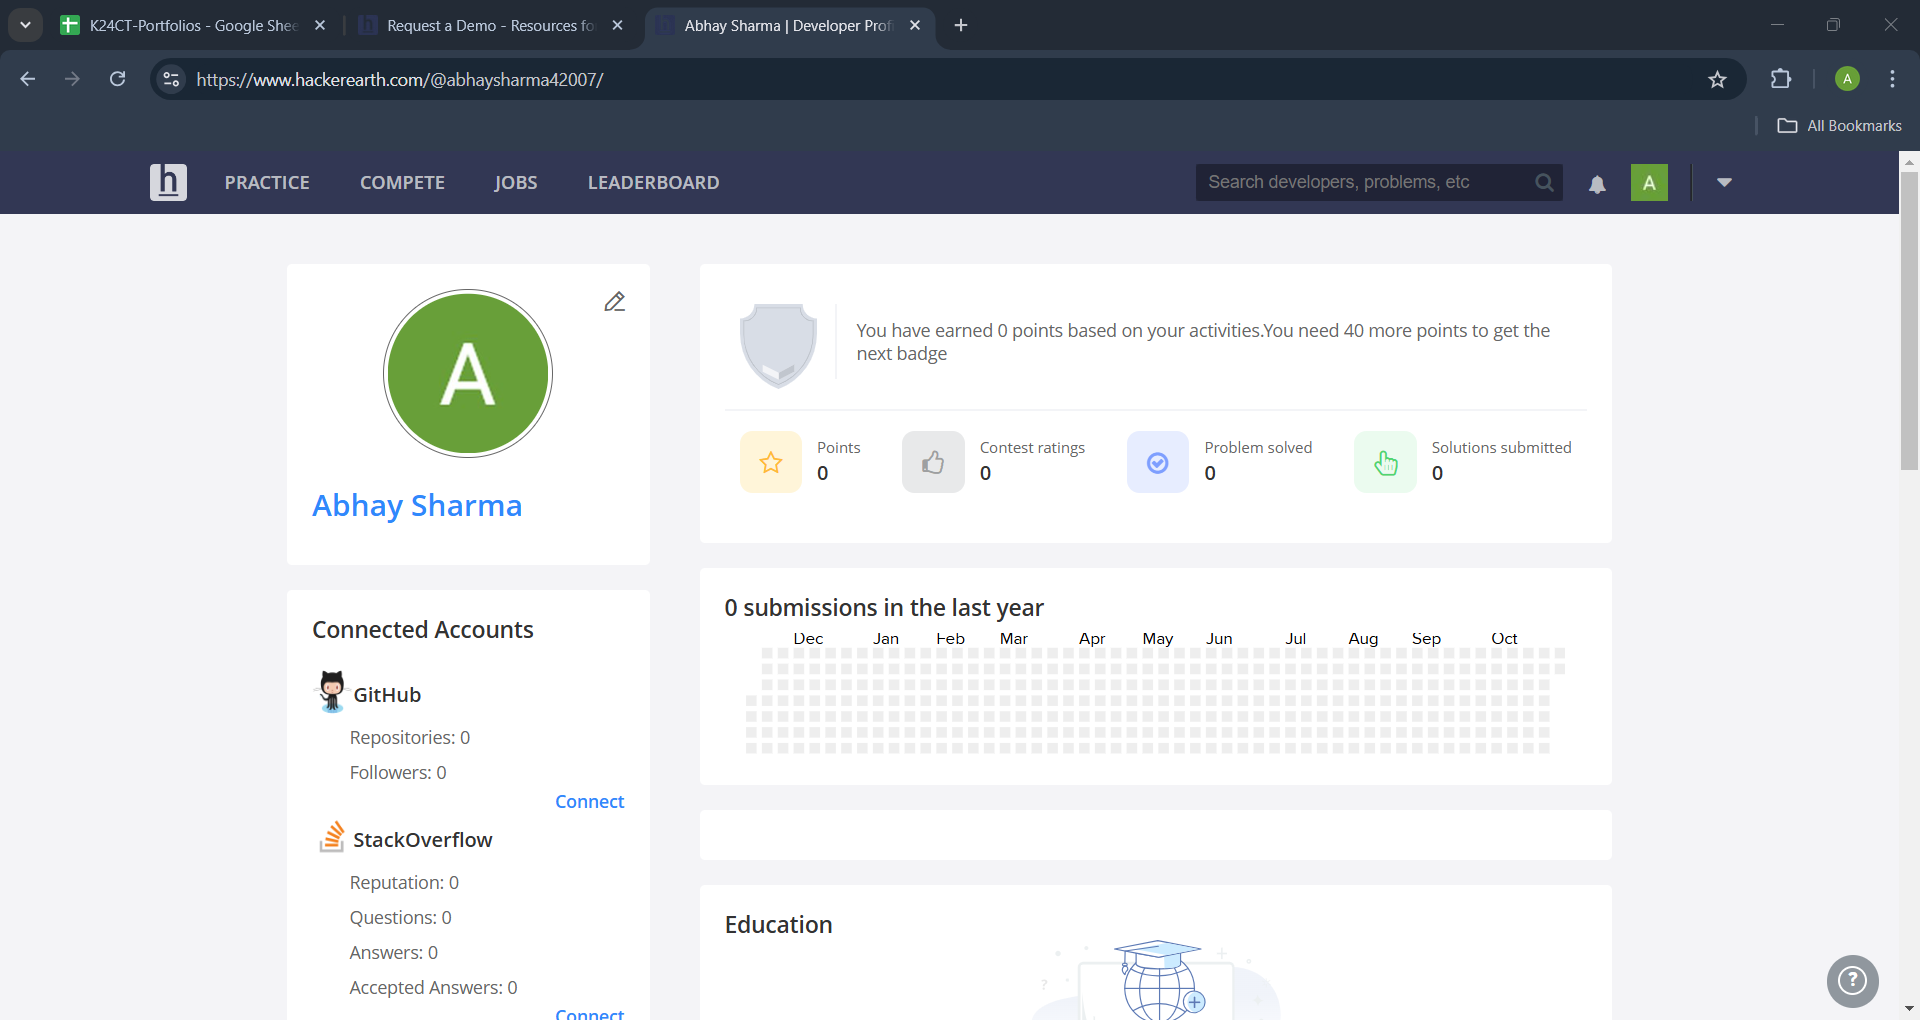 K24CT-Portfolios - Google Shee
Request a Demo - Resources fo
Abhay Sharma | Developer Profi
https://www.hackerearth.com/@abhaysharma42007/
A
All Bookmarks
h
PRACTICE
COMPETE
JOBS
LEADERBOARD
Search developers, problems, etc
A
A
Abhay Sharma
You have earned 0 points based on your activities.You need 40 more points to get the
next badge
Points
0
Contest ratings
0
Problem solved
0
Solutions submitted
0
Connected Accounts
GitHub
Repositories: 0
Followers: 0
Connect
StackOverflow
Reputation: 0
Questions: 0
Answers: 0
Accepted Answers: 0
Connect
0 submissions in the last year
Dec Jan Feb Mar Apr May Jun Jul Aug Sep Oct
Education
?